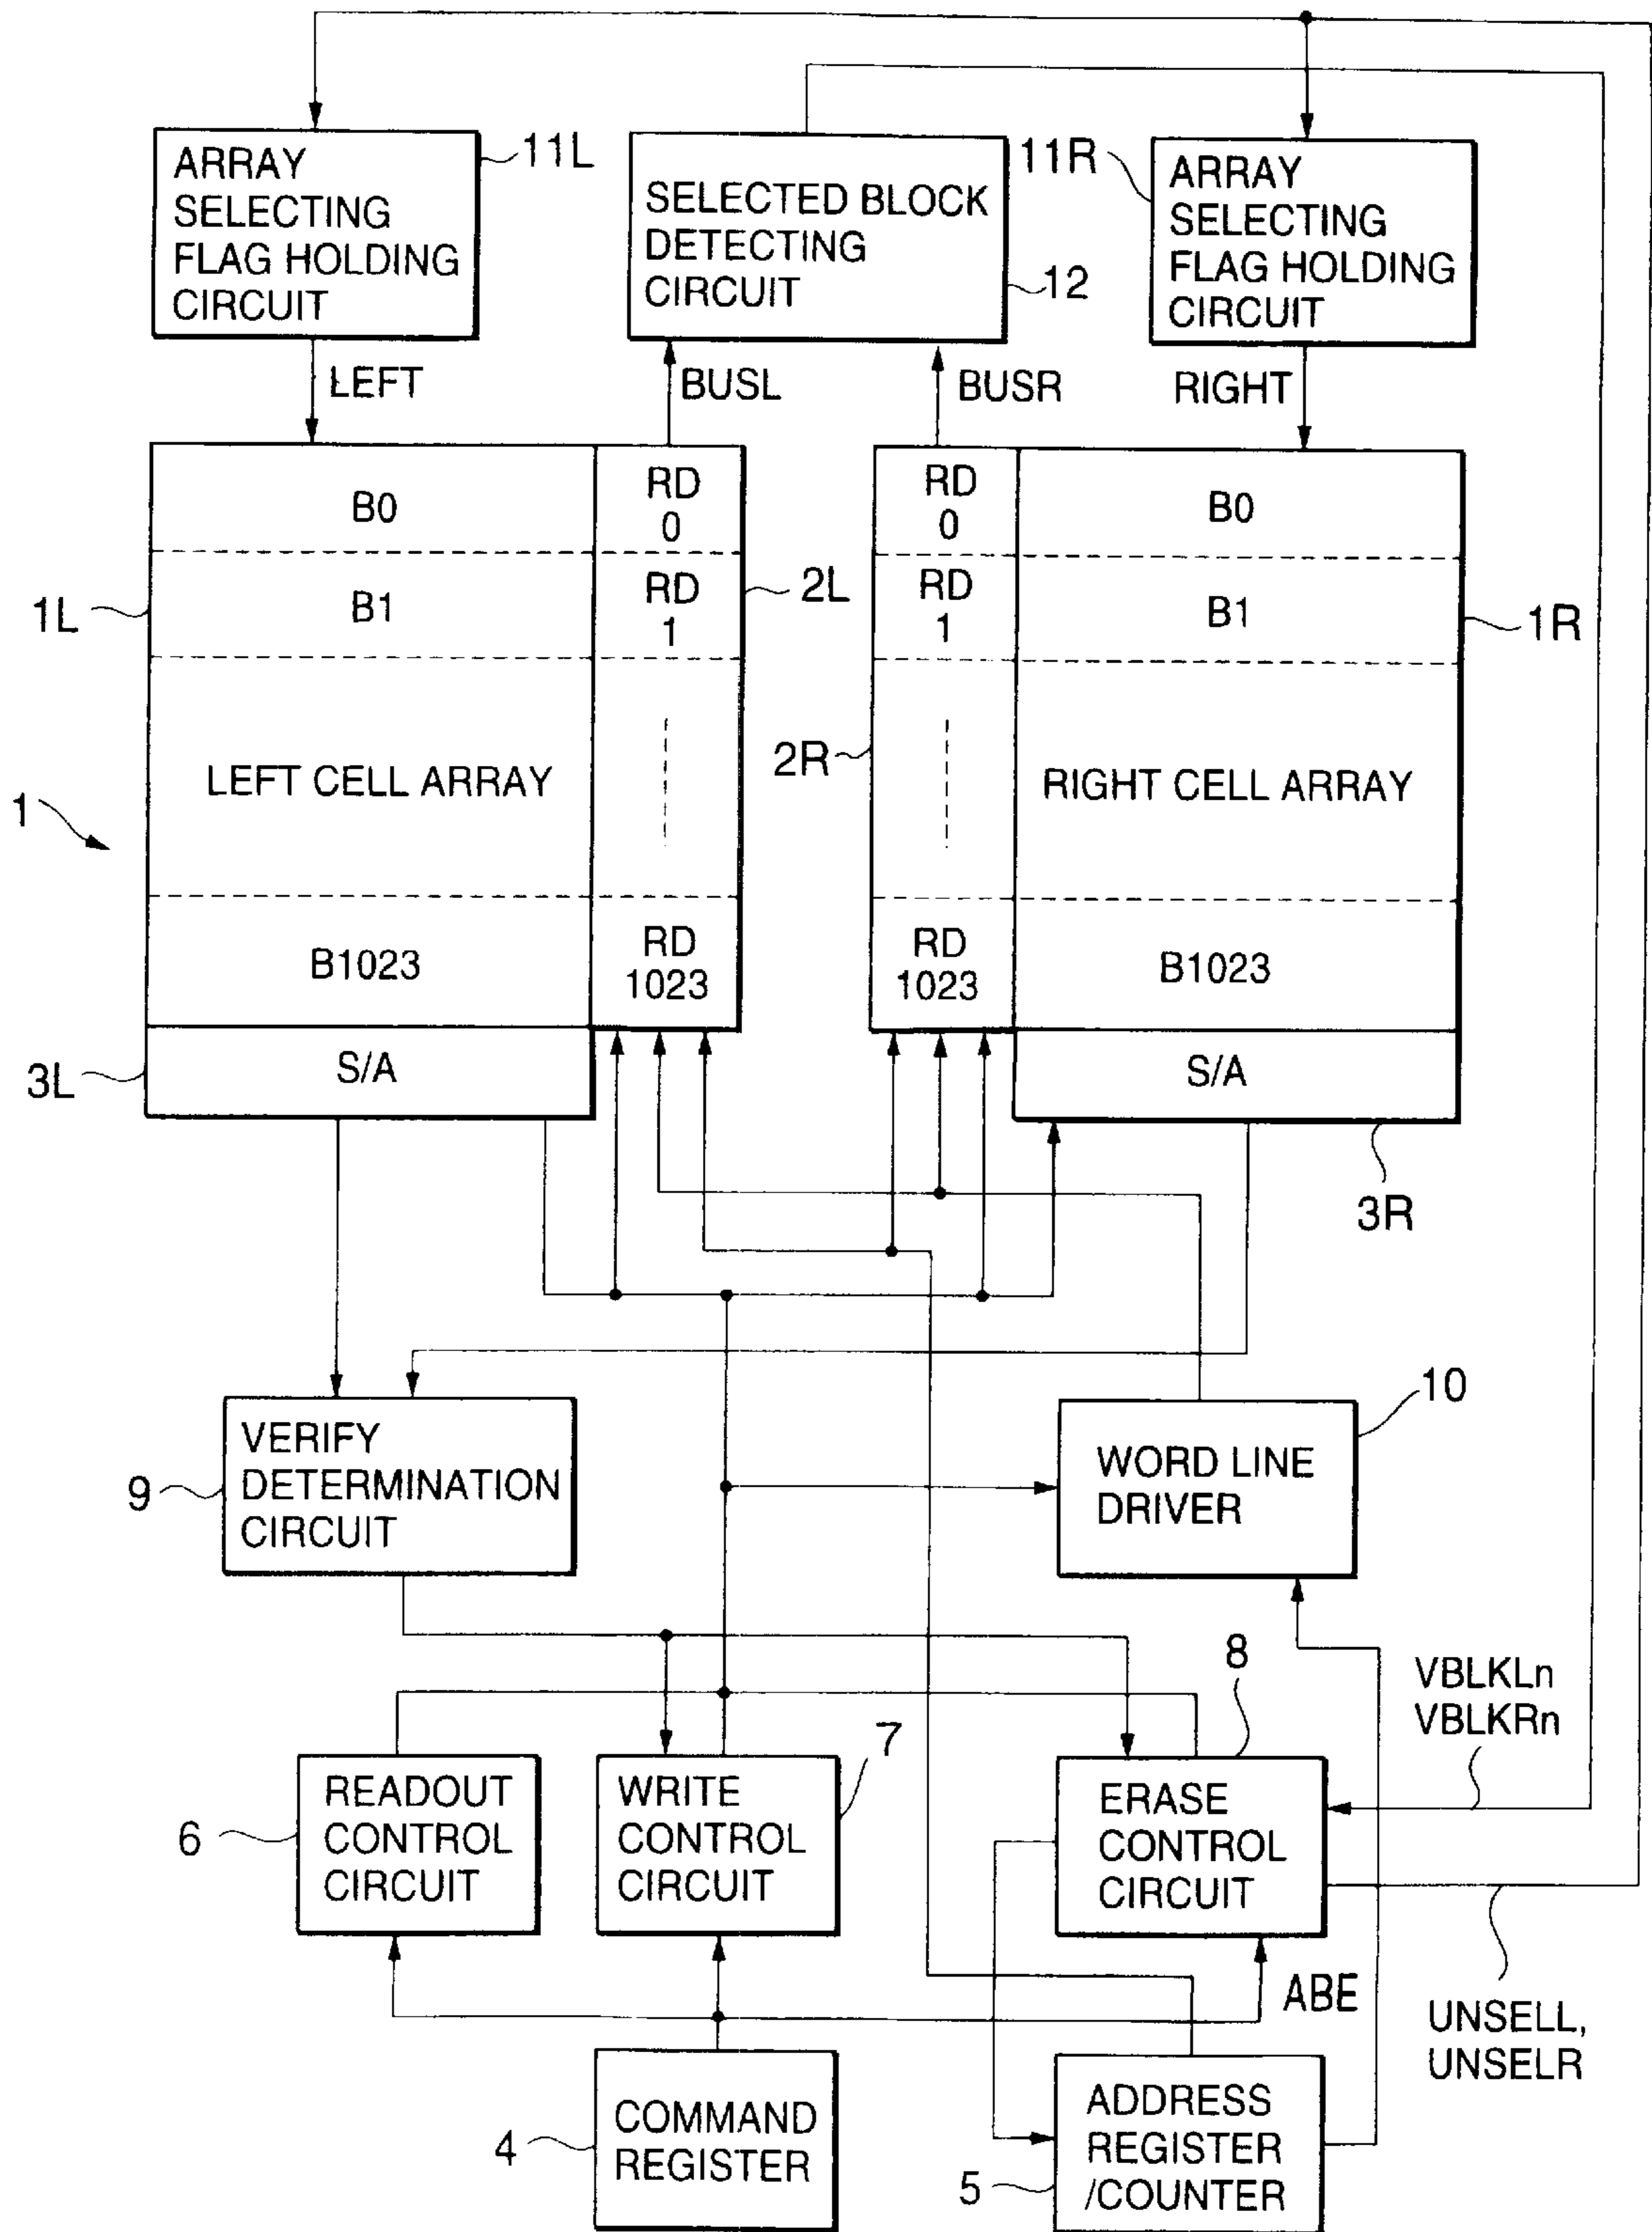 ARRAY
SELECTING
FLAG HOLDING
CIRCUIT
11L
SELECTED BLOCK
DETECTING
CIRCUIT
12
11R
ARRAY
SELECTING
FLAG HOLDING
CIRCUIT
LEFT
BUSL
BUSR
RIGHT
B0
RD
0
RD
0
B0
1L
B1
RD
1
2L
RD
1
B1
1R
1
LEFT CELL ARRAY
2R
RIGHT CELL ARRAY
B1023
RD
1023
RD
1023
B1023
3L
S/A
S/A
3R
9
VERIFY
DETERMINATION
CIRCUIT
10
WORD LINE
DRIVER
6
READOUT
CONTROL
CIRCUIT
7
WRITE
CONTROL
CIRCUIT
8
ERASE
CONTROL
CIRCUIT
VBLKLn
VBLKRn
ABE
UNSELL,
UNSELR
4
COMMAND
REGISTER
5
ADDRESS
REGISTER
/COUNTER